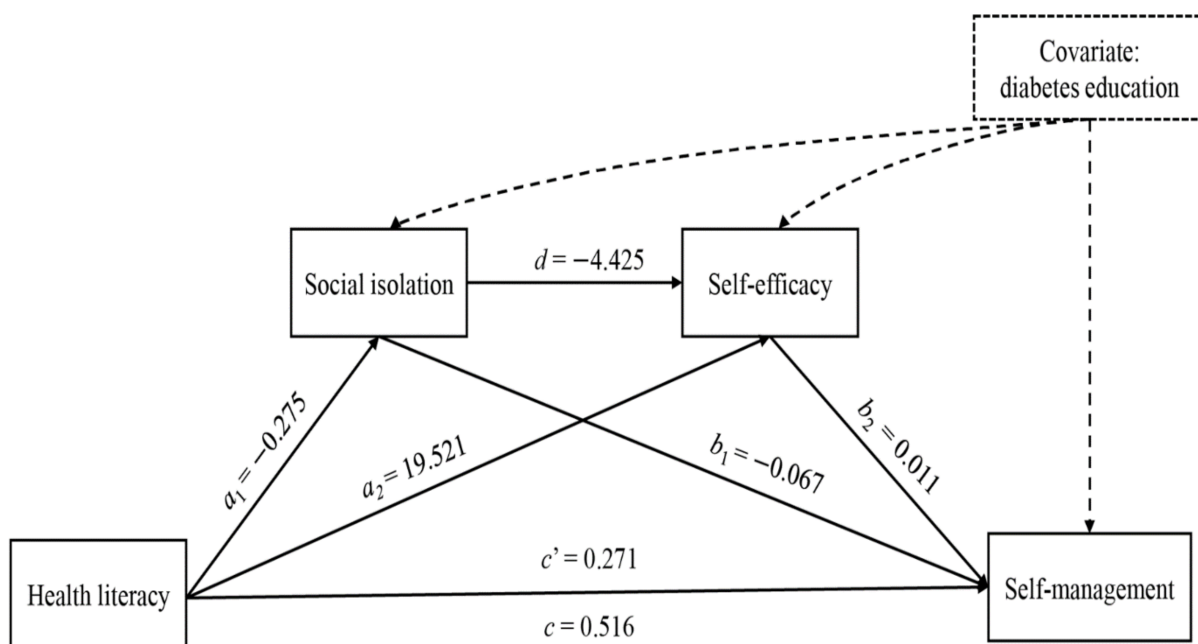 Covariate:
diabetes education
d = −4.425
Social isolation
Self-efficacy
a₁ = −0.275
a₂ = 19.521
b₁ = −0.067
b₂ = 0.011
c’ = 0.271
Health literacy
Self-management
c = 0.516